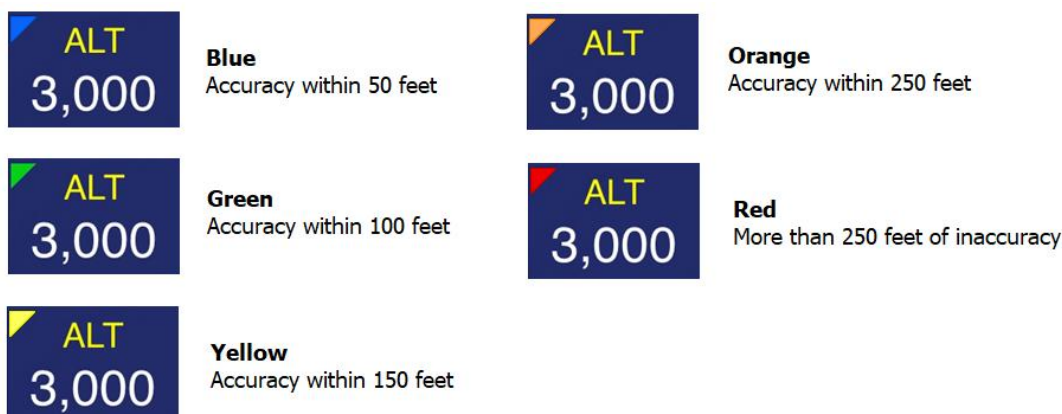 ALT
3,000
Blue
Accuracy within 50 feet
ALT
3,000
Green
Accuracy within 100 feet
ALT
3,000
Yellow
Accuracy within 150 feet
ALT
3,000
Orange
Accuracy within 250 feet
ALT
3,000
Red
More than 250 feet of inaccuracy